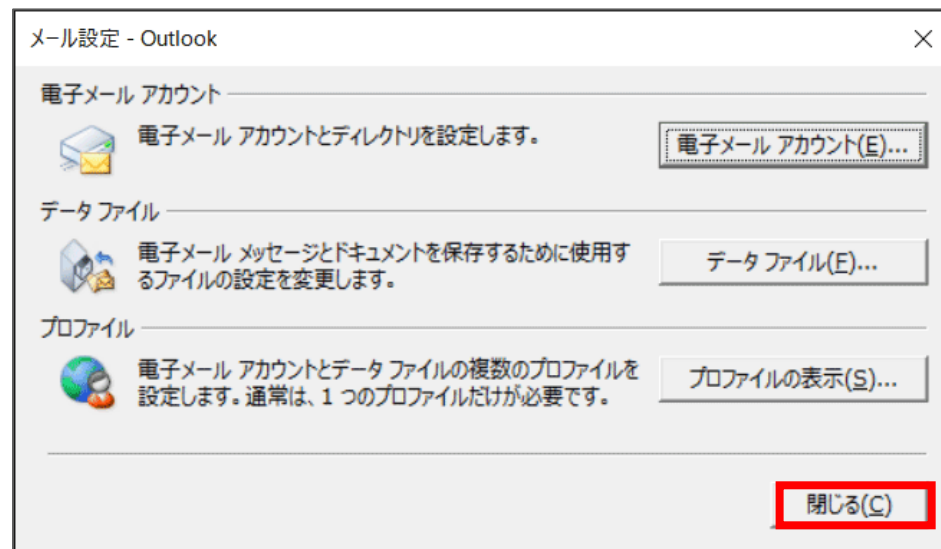 メール設定 - Outlook
電子メール アカウント
電子メール アカウントとディレクトリを設定します。
電子メール アカウント(E)...
データ ファイル
電子メール メッセージとドキュメントを保存するために使用す
るファイルの設定を変更します。
データ ファイル(F)...
プロファイル
電子メール アカウントとデータ ファイルの複数のプロファイルを
設定します。通常は、1 つのプロファイルだけが必要です。
プロファイルの表示(S)...
閉じる(C)